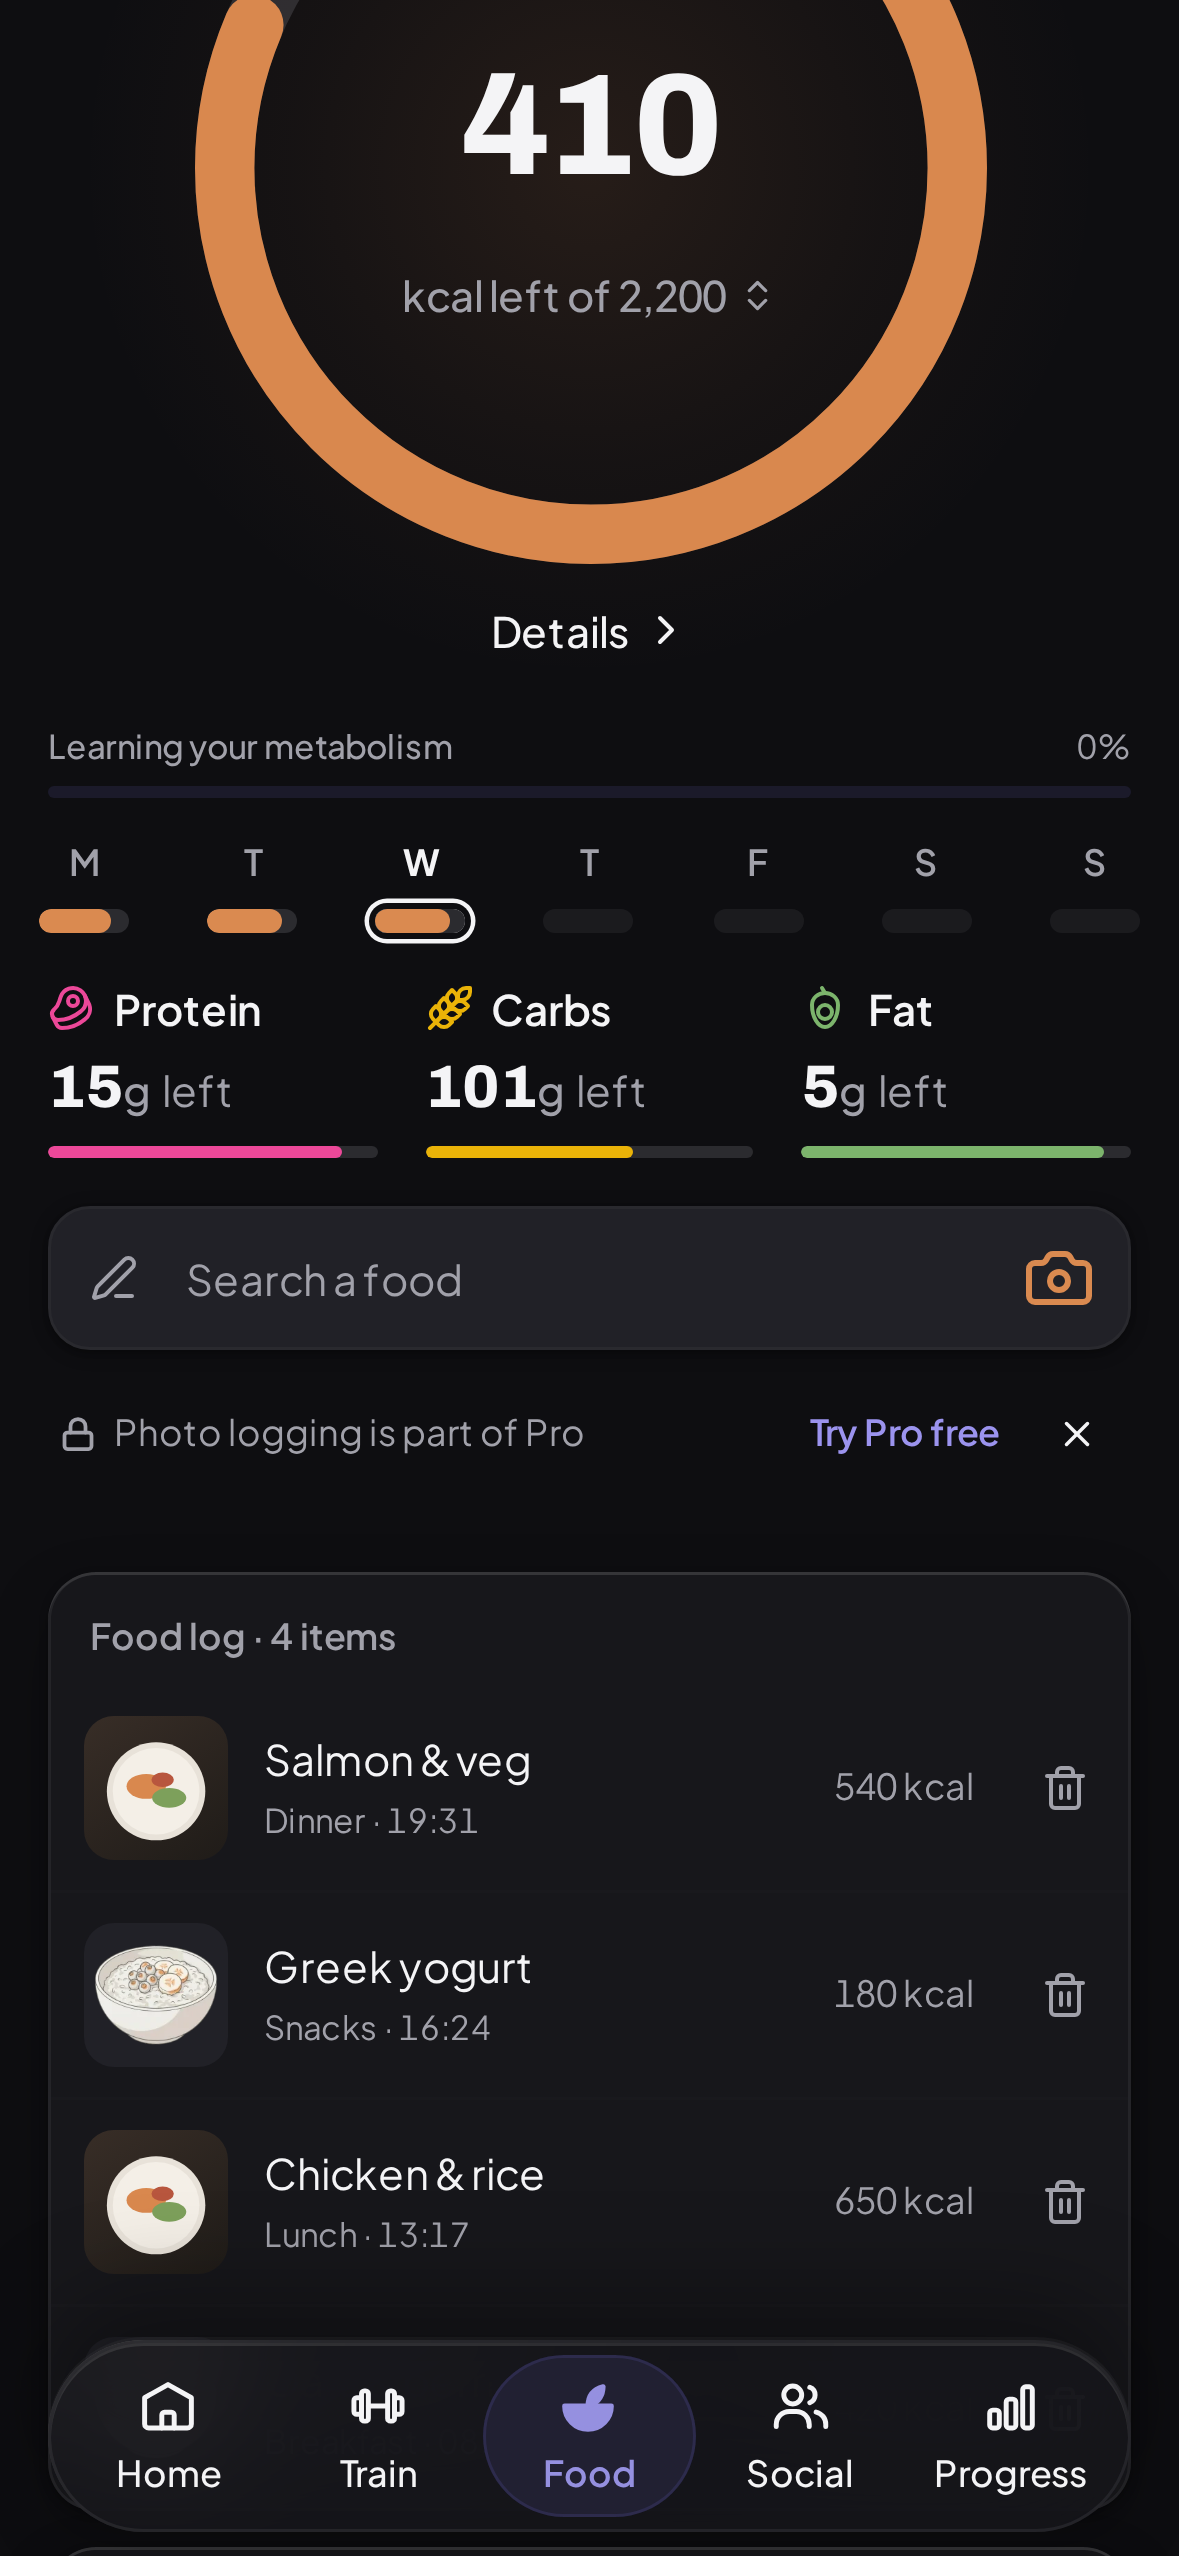 410
kcal left of 2,200
Details
Learning your metabolism 0%
M T W T F S S
Protein Carbs Fat
15g left 101g left 5g left
Search a food
Photo logging is part of Pro Try Pro free
Food log · 4 items
Salmon & veg
Dinner · 19:31
540 kcal
Greek yogurt
Snacks · 16:24
180 kcal
Chicken & rice
Lunch · 13:17
650 kcal
Home Train Food Social Progress